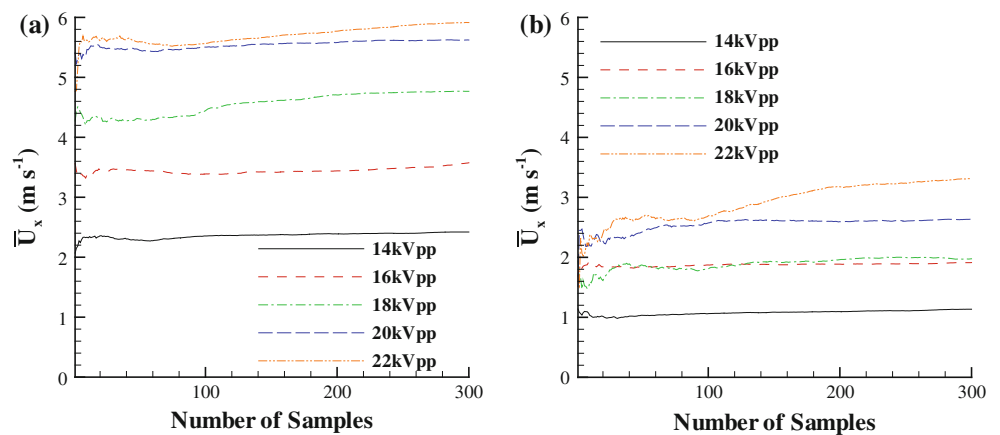 (a)
6
5
4
3
2
1
0
U̅x (m s-1)
100
200
300
Number of Samples
14kVpp
16kVpp
18kVpp
20kVpp
22kVpp
(b)
6
5
4
3
2
1
0
U̅x (m s-1)
100
200
300
Number of Samples
14kVpp
16kVpp
18kVpp
20kVpp
22kVpp